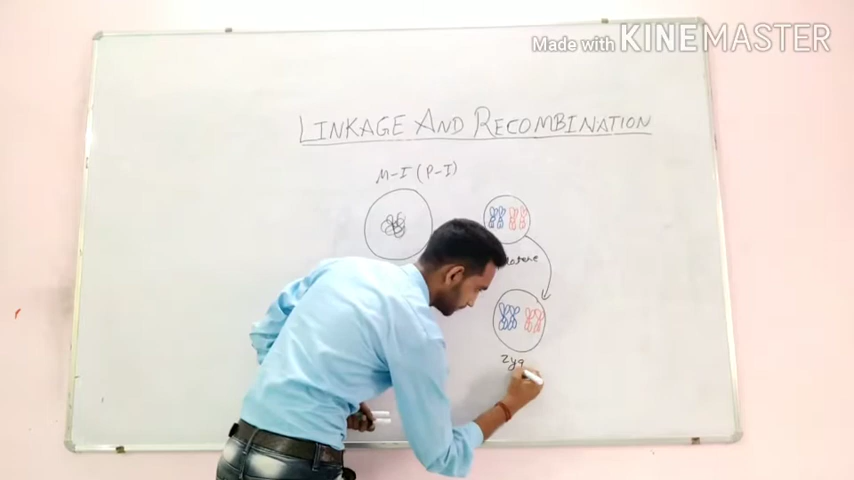 Made with KINEMASTER
LINKAGE AND RECOMBINATION
M-I (P-I)
zyg